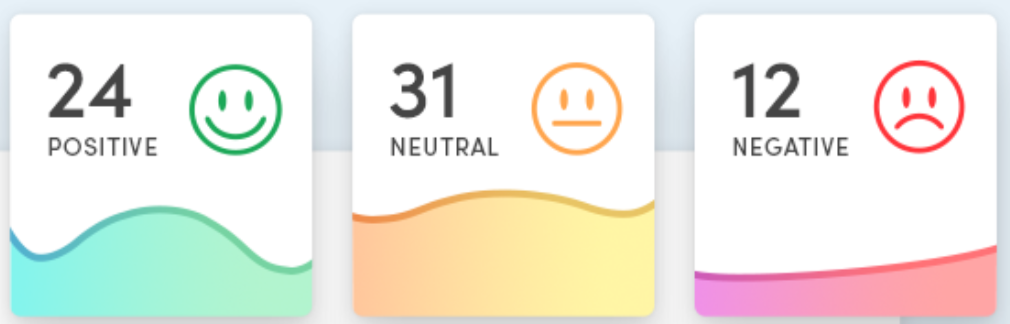 24
POSITIVE
31
NEUTRAL
12
NEGATIVE